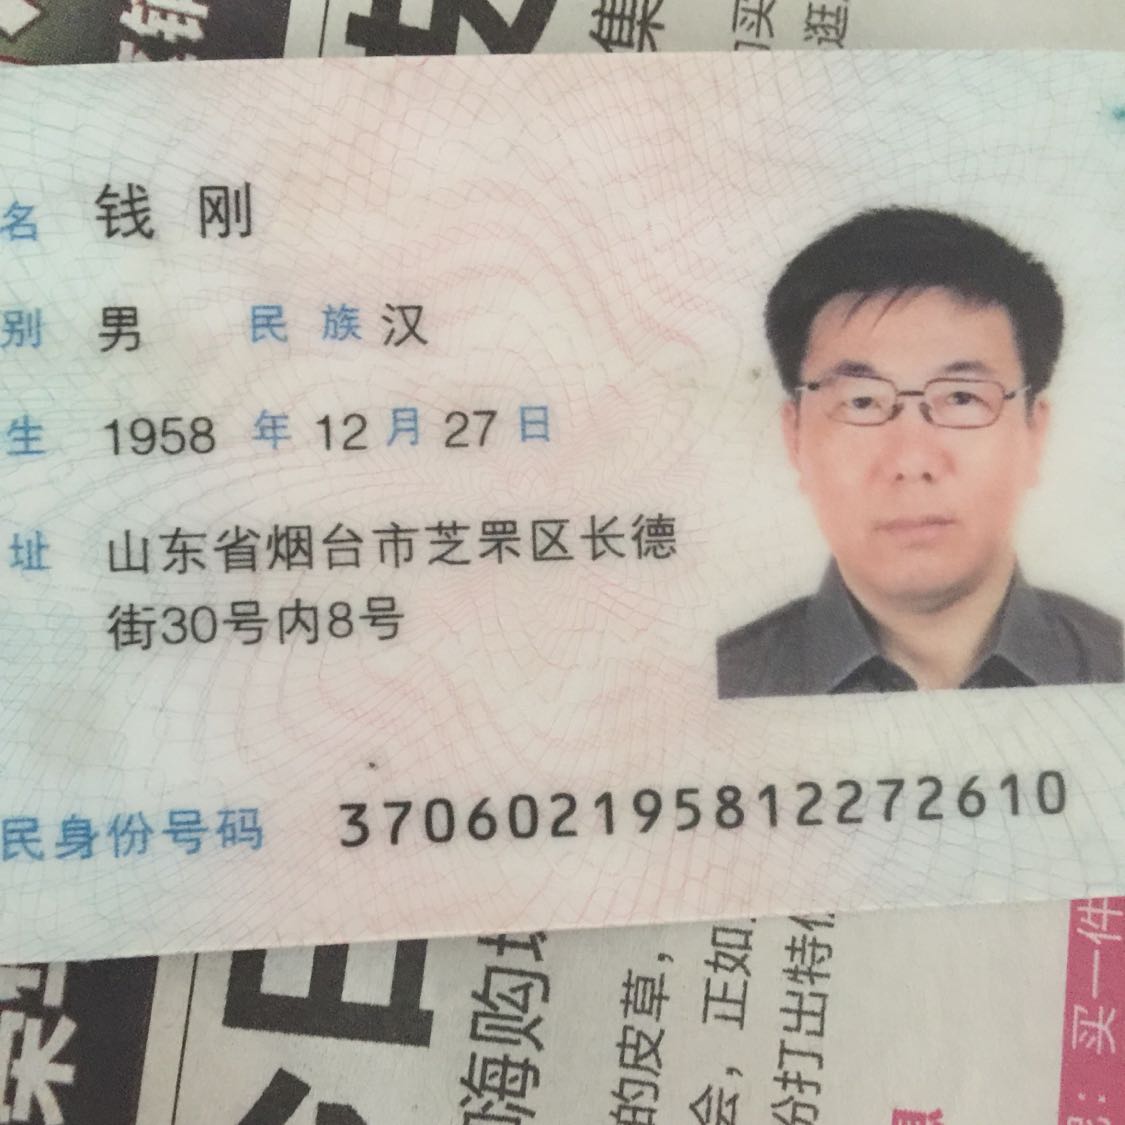 名 钱刚
别 男 民族 汉
生 1958 年 12 月 27 日
址 山东省烟台市芝罘区长德
街30号内8号
民身份号码 370602195812272610
集
买
逛
海购
的皮草，
会，正如
份打出特
买一件